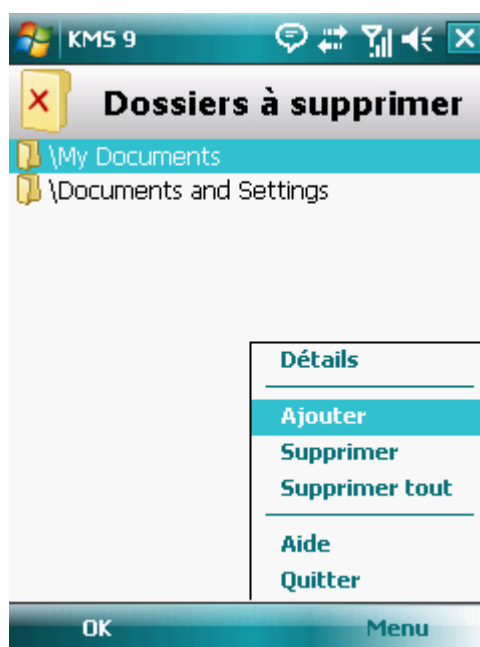 KMS 9
Dossiers à supprimer
\My Documents
\Documents and Settings
Détails
Ajouter
Supprimer
Supprimer tout
Aide
Quitter
OK
Menu